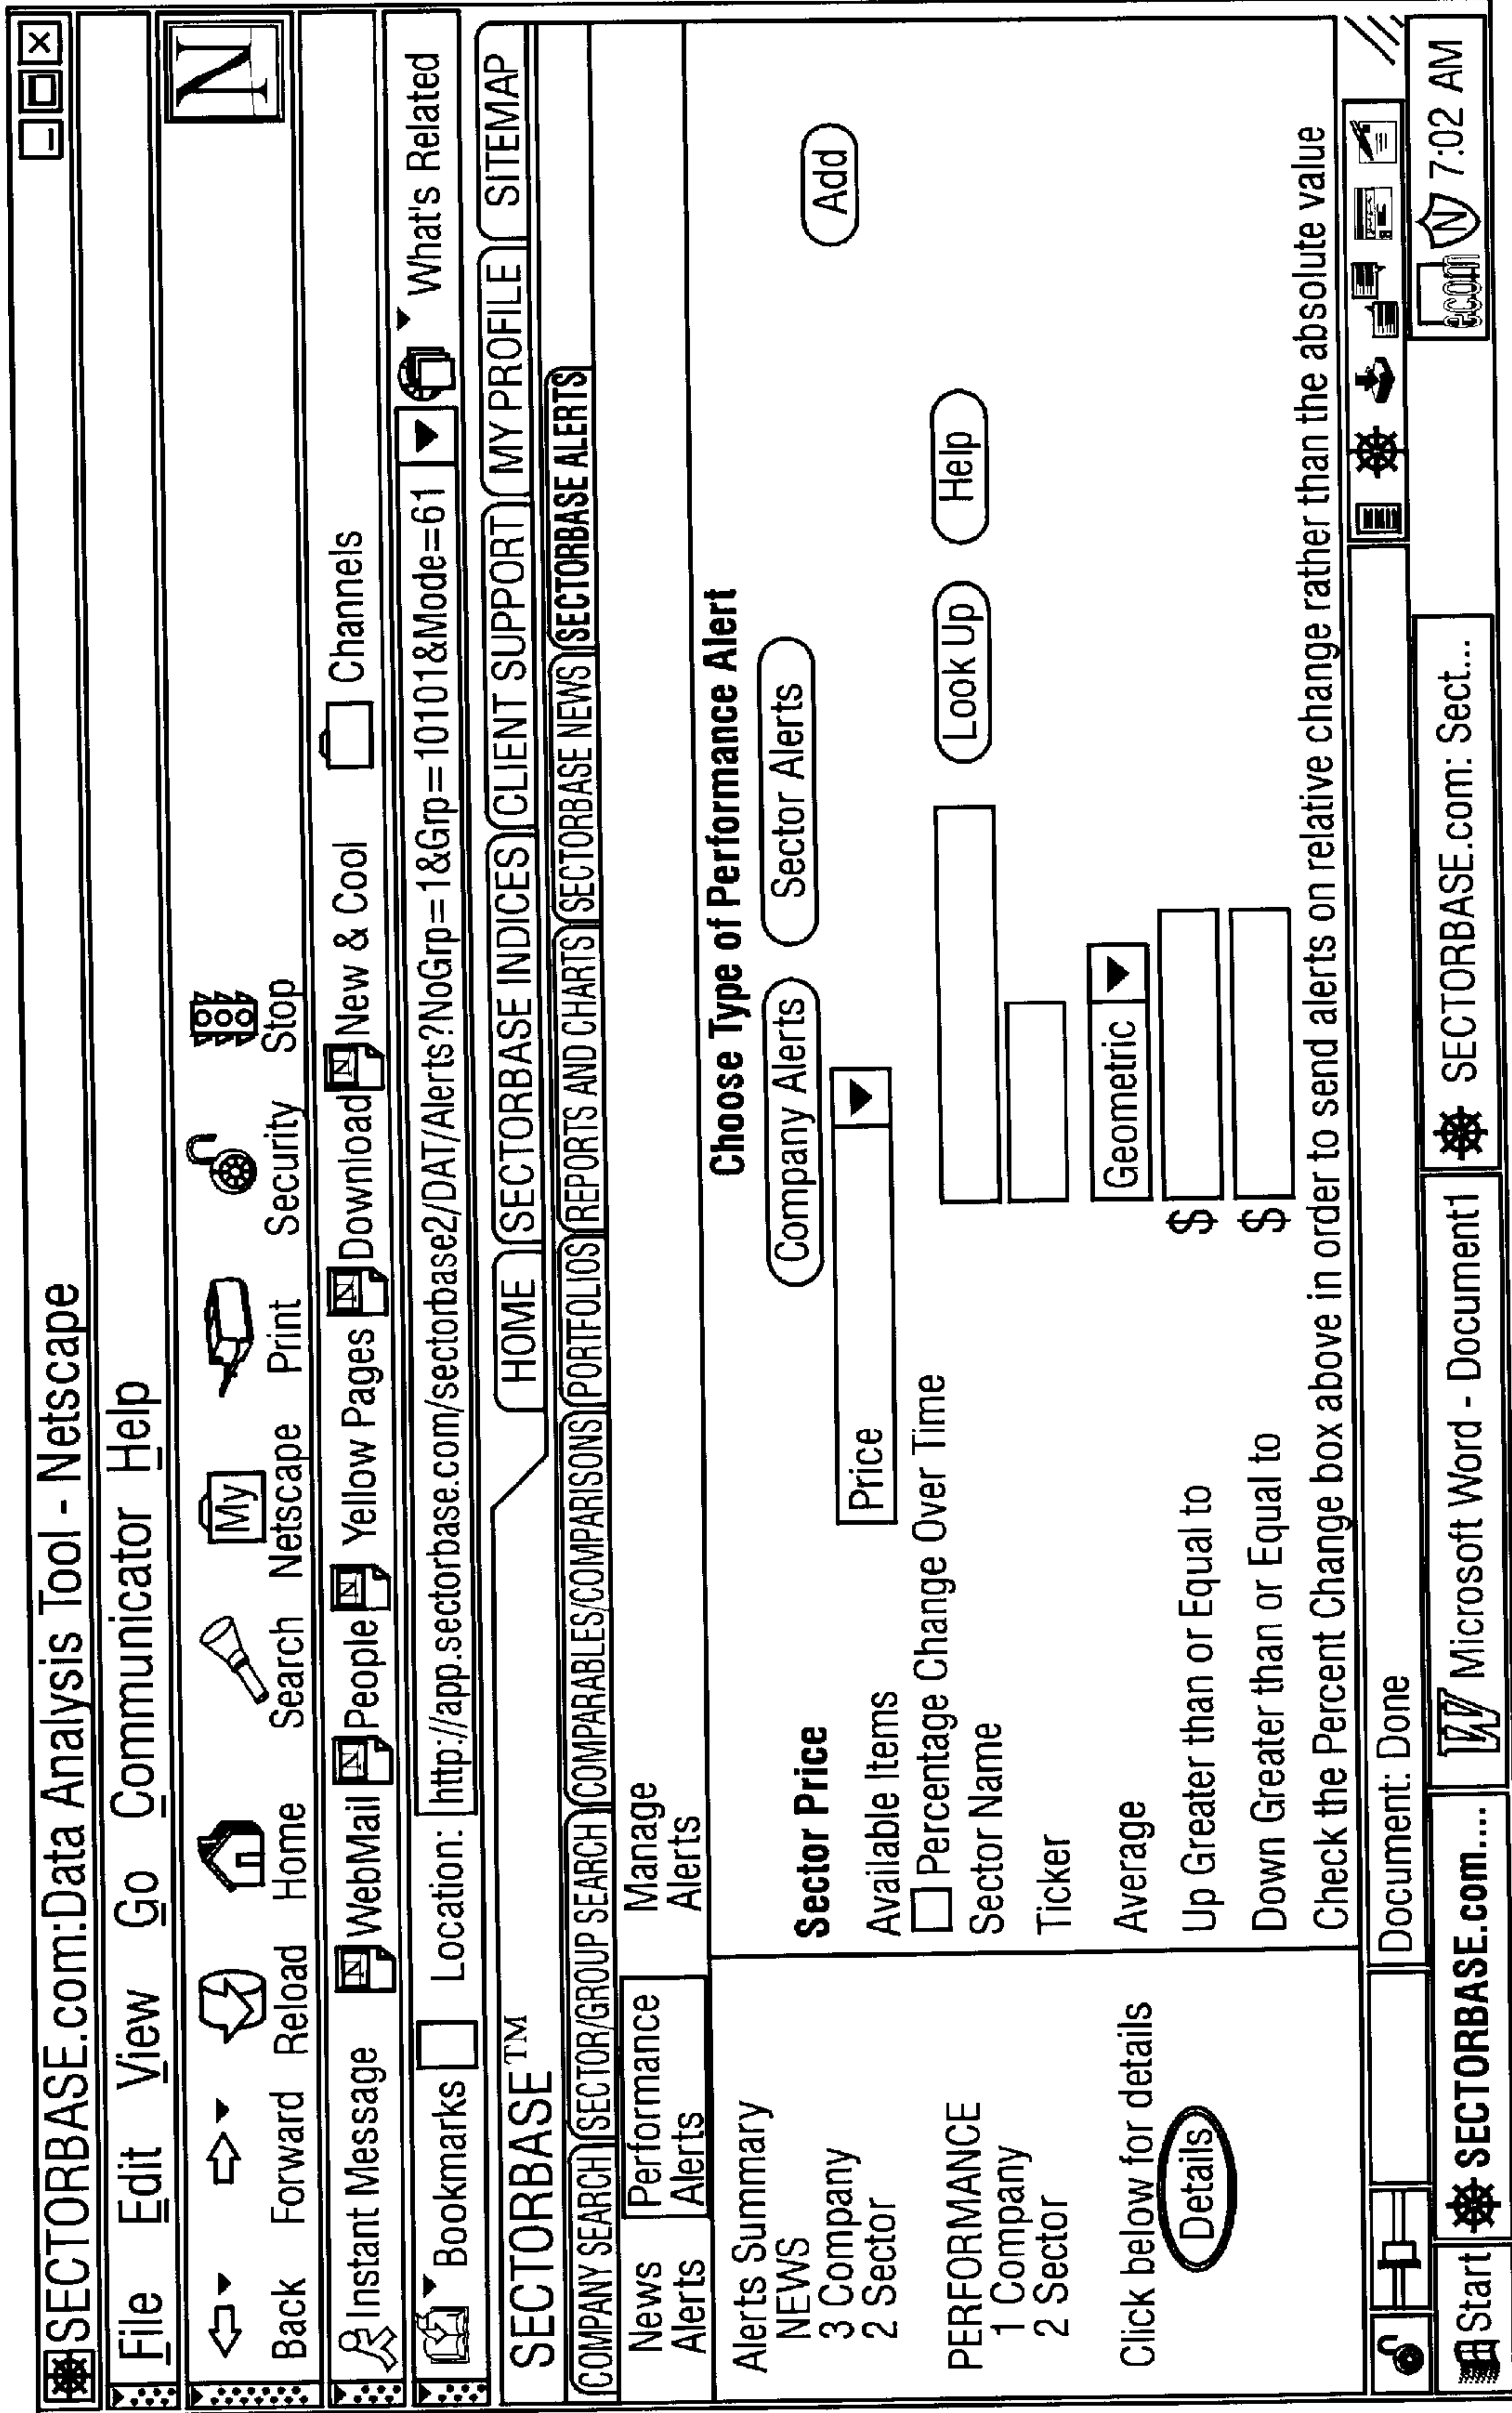 SECTORBASE.com:Data Analysis Tool - Netscape
File Edit View Go Communicator Help
N
My
Back Forward Reload Home Search Netscape Print Security Stop
Instant Message N WebMail N People N Yellow Pages N Download N New & Cool Channels
Bookmarks Location: http://app.sectorbase.com/sectorbase2/DAT/Alerts?NoGrp=1&Grp=10101&Mode=61 What's Related
SECTORBASE™ HOME SECTORBASE INDICES CLIENT SUPPORT MY PROFILE SITEMAP
COMPANY SEARCH SECTOR/GROUP SEARCH COMPARABLES/COMPARISONS PORTFOLIOS REPORTS AND CHARTS SECTORBASE NEWS SECTORBASE ALERTS
News Performance Manage
Alerts Alerts Alerts
Alerts Summary
NEWS
3 Company
2 Sector
PERFORMANCE
1 Company
2 Sector
Click below for details
Details
Choose Type of Performance Alert
Company Alerts Sector Alerts
Sector Price Add
Available Items Price
Percentage Change Over Time
Sector Name Look Up Help
Ticker
Average Geometric
Up Greater than or Equal to $
Down Greater than or Equal to $
Check the Percent Change box above in order to send alerts on relative change rather than the absolute value
Document: Done
Start SECTORBASE.com.... W Microsoft Word - Document1 SECTORBASE.com: Sect... ecom N 7:02 AM